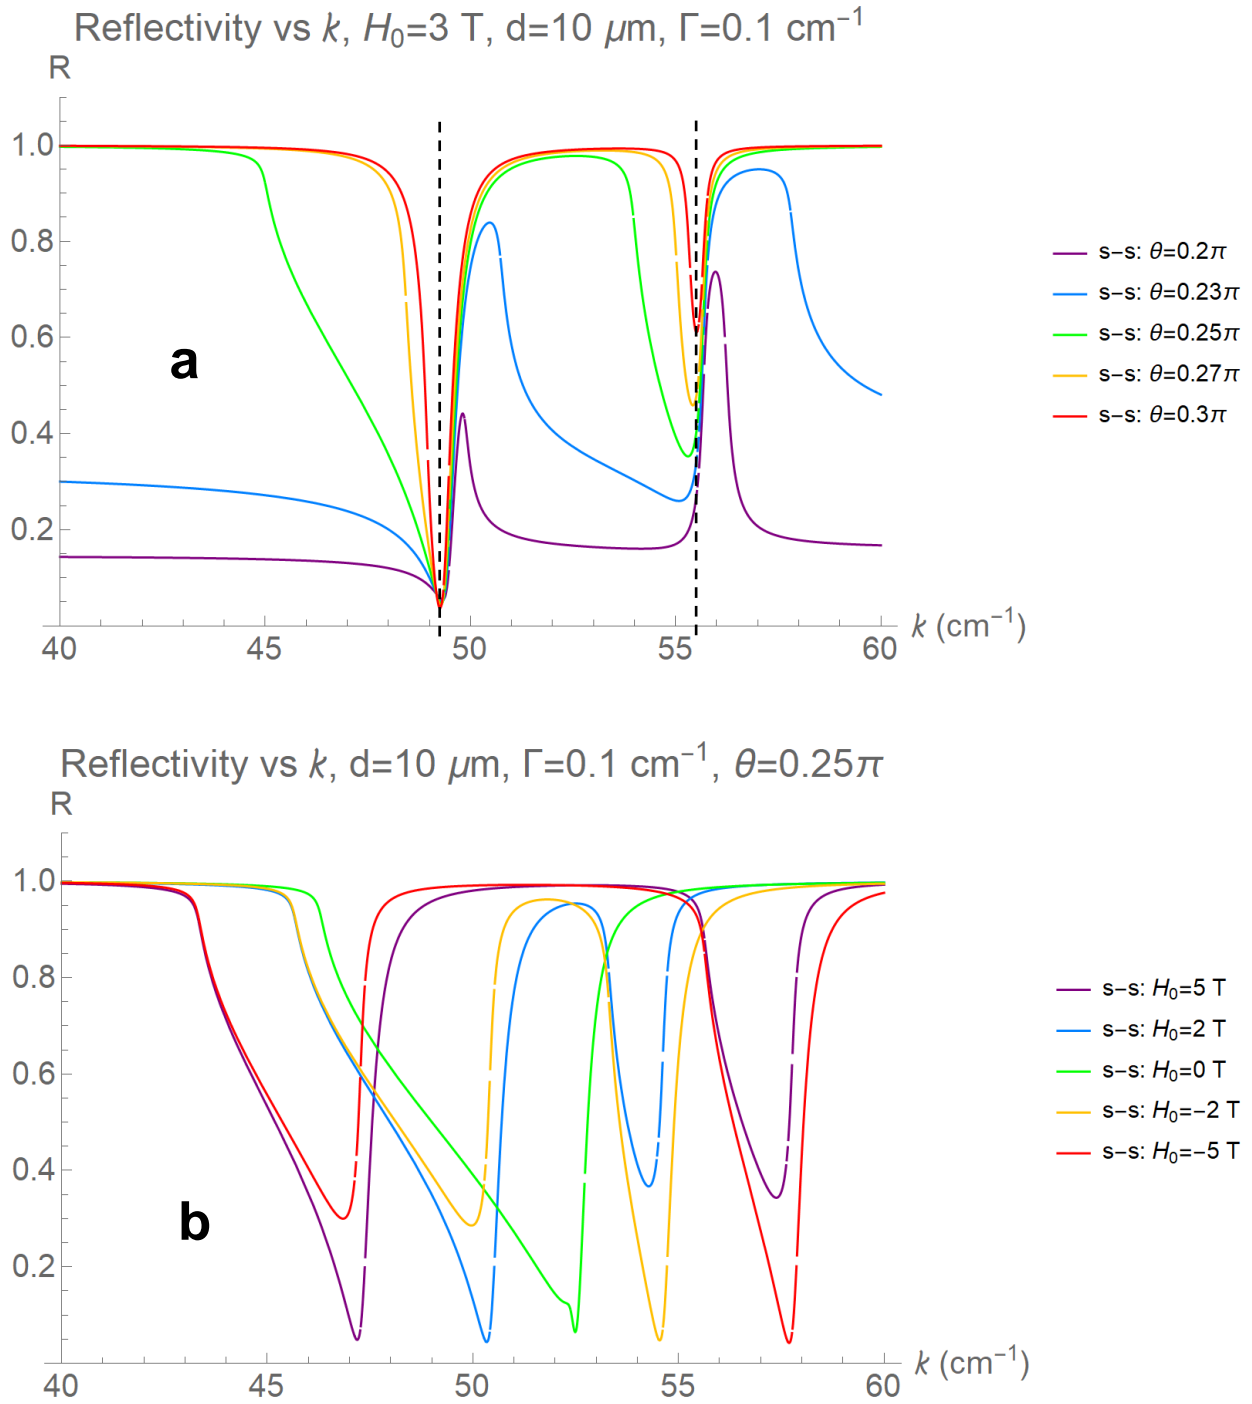 Reflectivity vs k, H₀=3 T, d=10 μm, Γ=0.1 cm⁻¹
R
1.0
0.8
0.6
0.4
0.2
a
40 45 50 55 60
k (cm⁻¹)
s–s: θ=0.2π
s–s: θ=0.23π
s–s: θ=0.25π
s–s: θ=0.27π
s–s: θ=0.3π
Reflectivity vs k, d=10 μm, Γ=0.1 cm⁻¹, θ=0.25π
R
1.0
0.8
0.6
0.4
0.2
b
40 45 50 55 60
k (cm⁻¹)
s–s: H₀=5 T
s–s: H₀=2 T
s–s: H₀=0 T
s–s: H₀=−2 T
s–s: H₀=−5 T